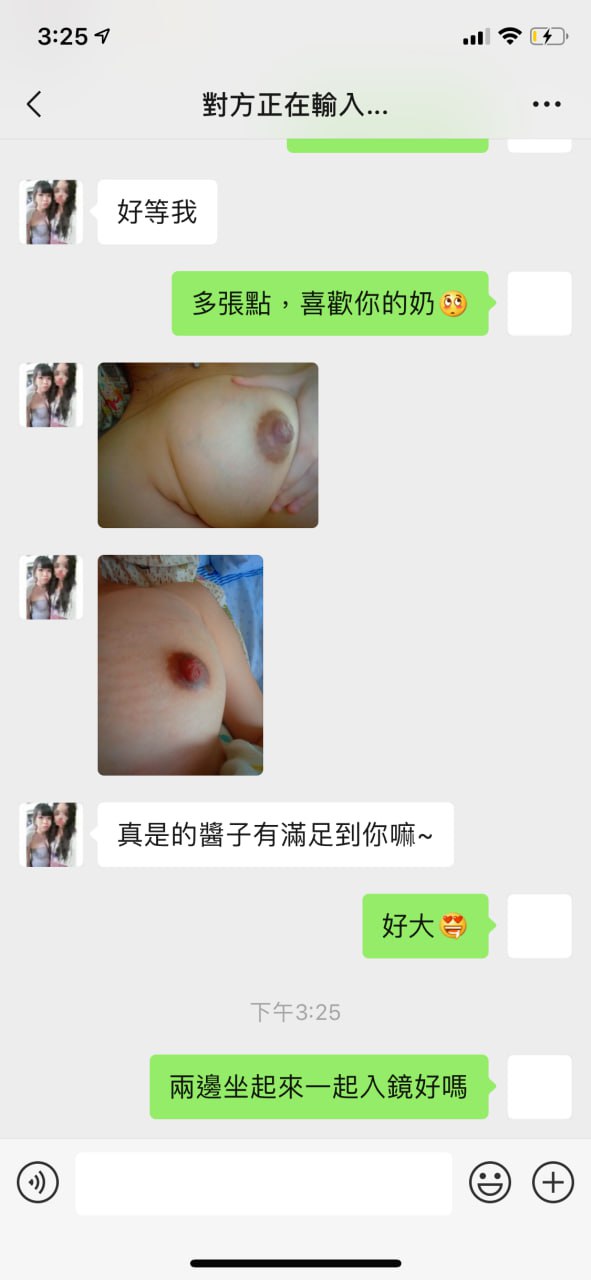 3:25
對方正在輸入...
好等我
多張點，喜歡你的奶
真是的醬子有滿足到你嘛~
好大
下午3:25
兩邊坐起來一起入鏡好嗎